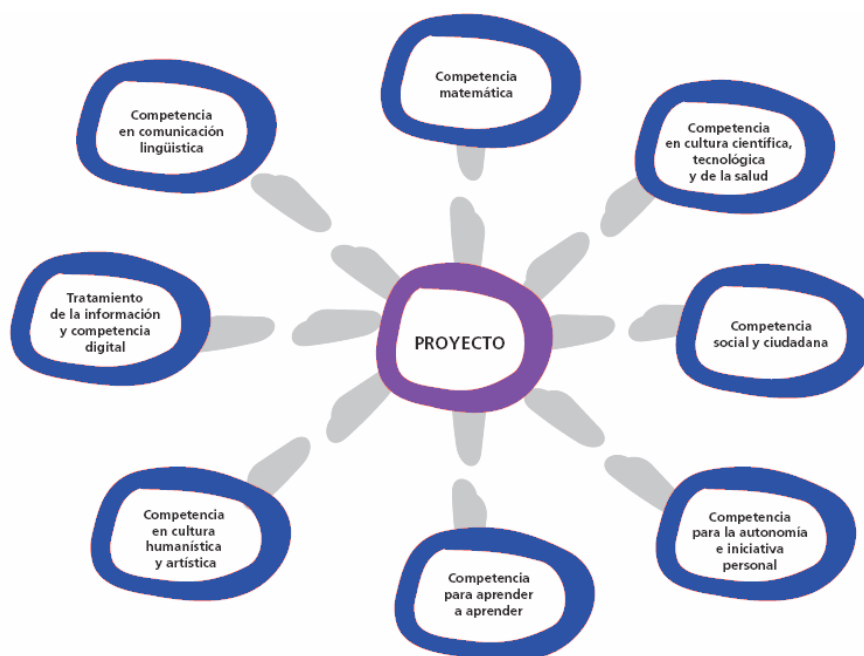 Competencia
matemática
Competencia
en comunicación
lingüistica
Competencia
en cultura científica,
tecnológica
y de la salud
Tratamiento
de la información
y competencia
digital
PROYECTO
Competencia
social y ciudadana
Competencia
en cultura
humanística
y artística
Competencia
para aprender
a aprender
Competencia
para la autonomía
e iniciativa
personal